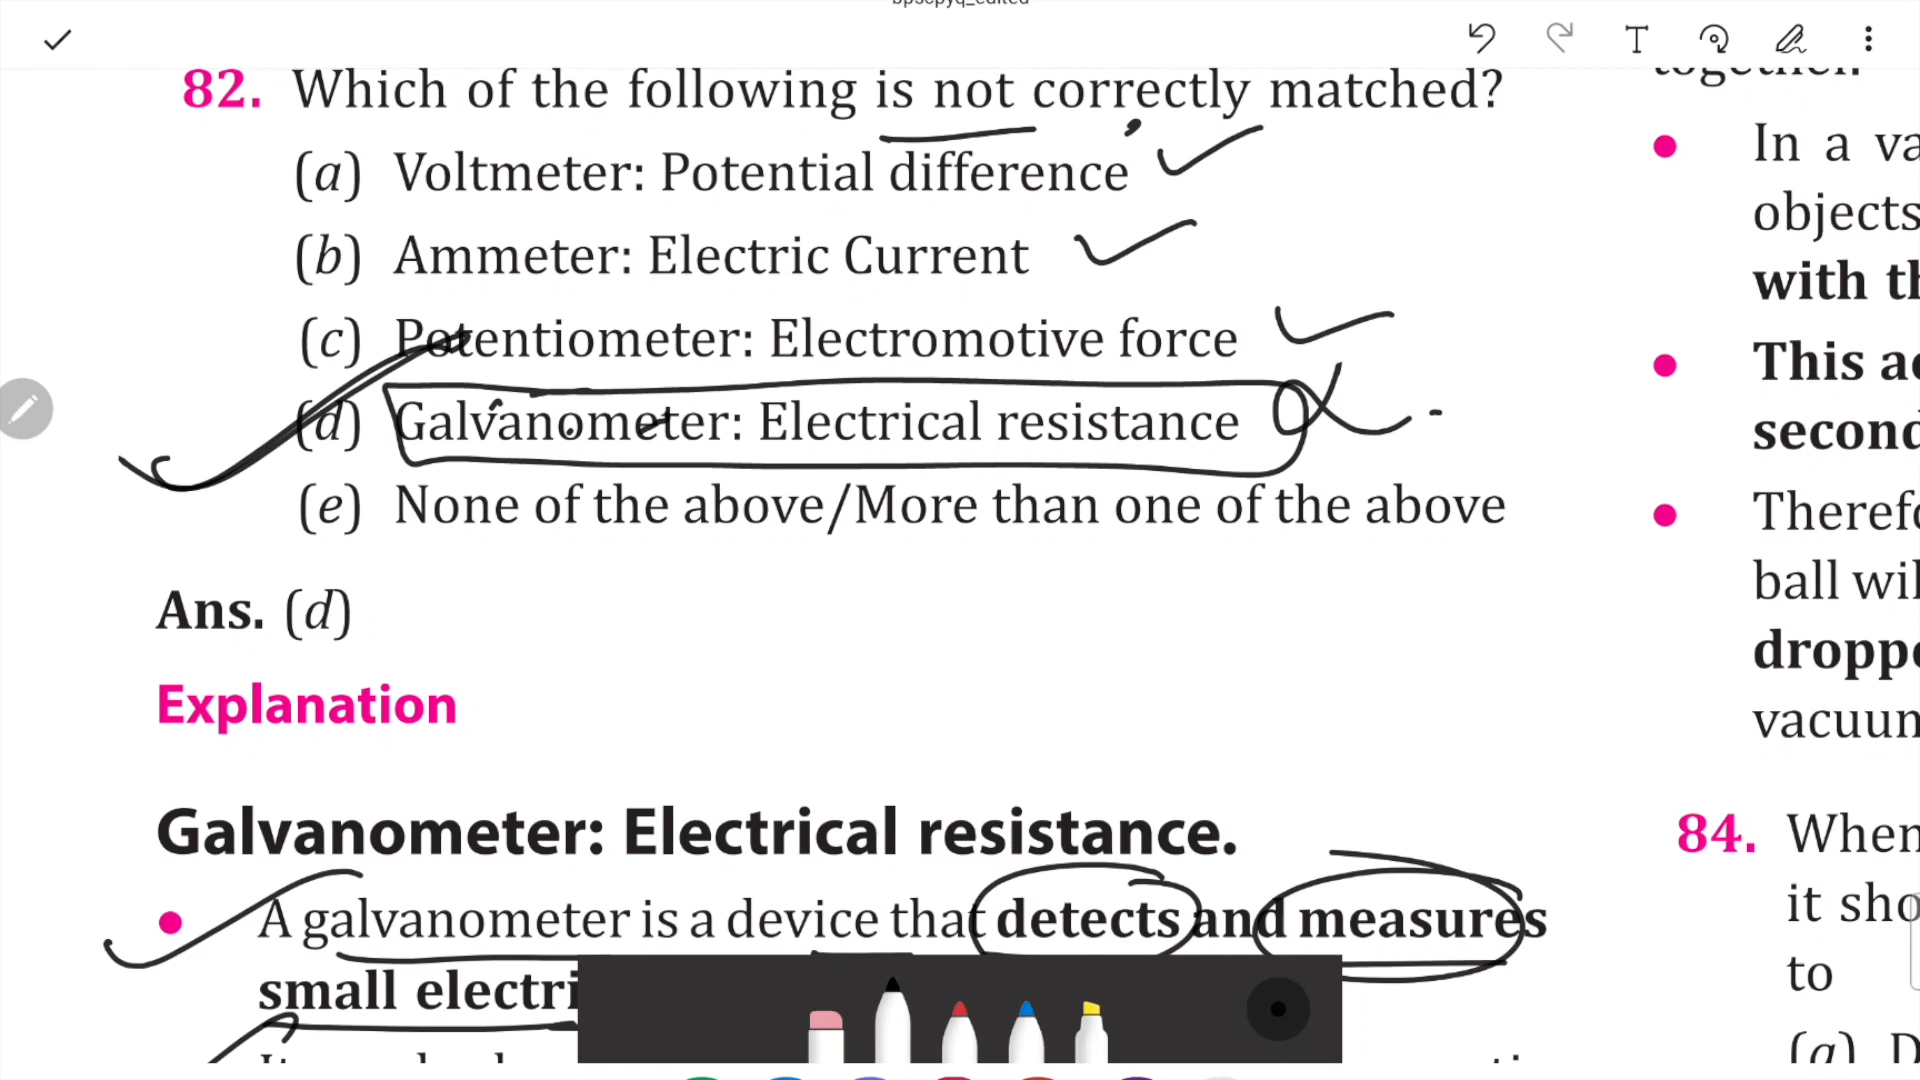 bpscpyq_edited
82. Which of the following is not correctly matched?
(a) Voltmeter: Potential difference
(b) Ammeter: Electric Current
(c) Potentiometer: Electromotive force
(d) Galvanometer: Electrical resistance
(e) None of the above/More than one of the above
Ans. (d)
Explanation
Galvanometer: Electrical resistance.
A galvanometer is a device that detects and measures
small electri
together.
In a va
objects
with th
This ac
second
Therefo
ball wil
droppe
vacuun
84. When
it sho
to
(a) D